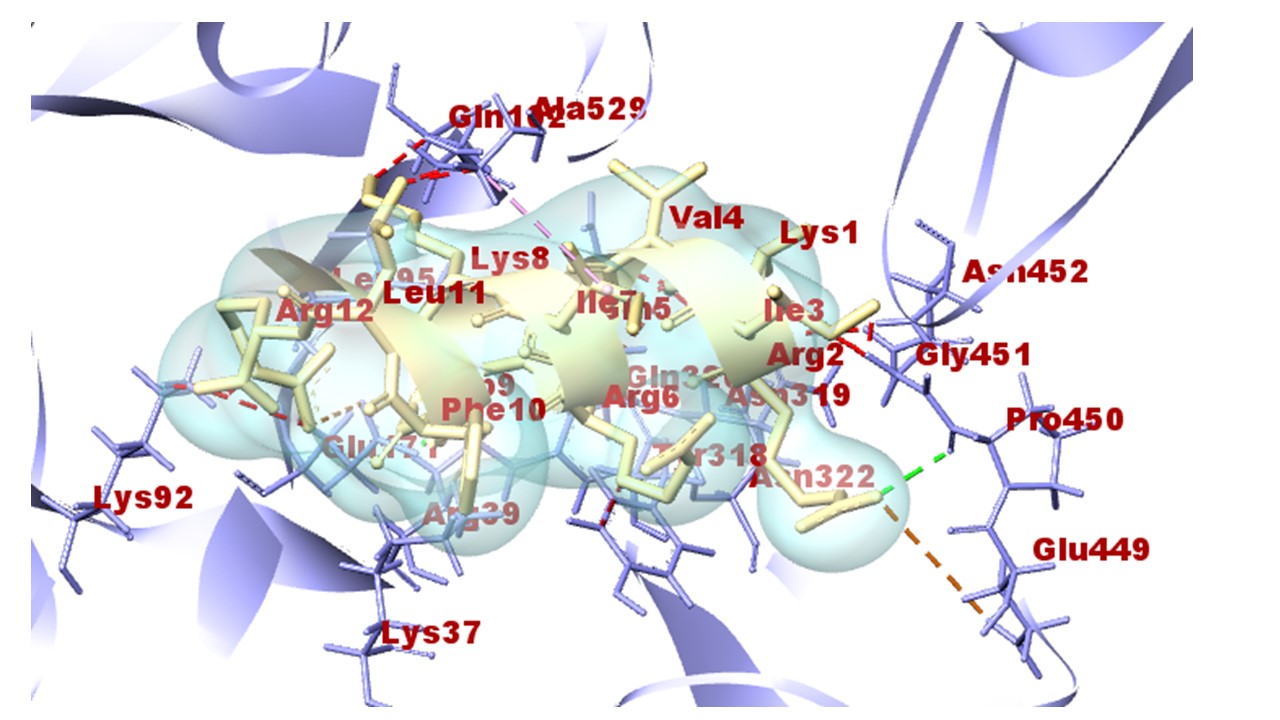 Ala529
Val4
Lys1
Lys8
Asn452
Leu11
Arg12
Ile3
Arg2
Gly451
Arg6
Asn319
Phe10
Pro450
Asn322
Lys92
Arg39
Glu449
Lys37